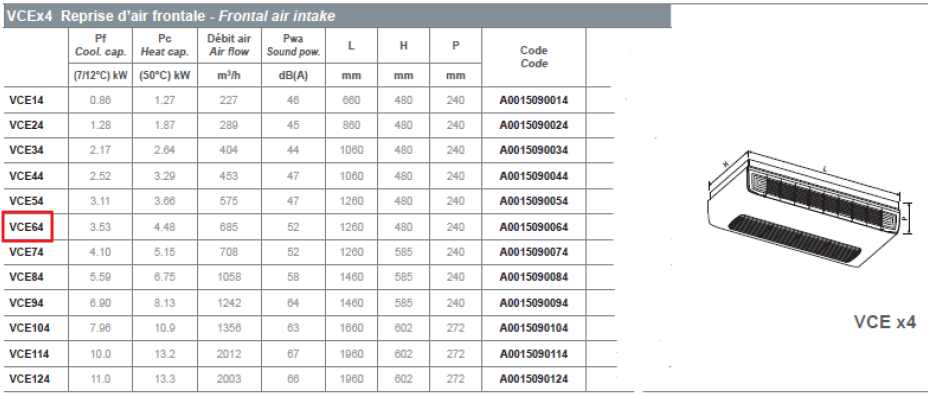 VCEx4 Reprise d'air frontale - Frontal air intake
Pf Pc Débit air Pwa L H P Code
Cool. cap. Heat cap. Air flow Sound pow. Code
(7/12°C) kW (50°C) kW m³/h dB(A) mm mm mm
VCE14 0.86 1.27 227 46 660 480 240 A0015090014
VCE24 1.28 1.87 289 45 860 480 240 A0015090024
VCE34 2.17 2.64 404 44 1060 480 240 A0015090034
VCE44 2.52 3.29 453 47 1060 480 240 A0015090044
VCE54 3.11 3.66 575 47 1260 480 240 A0015090054
VCE64 3.53 4.48 685 52 1260 480 240 A0015090064
VCE74 4.10 5.15 708 52 1260 585 240 A0015090074
VCE84 5.59 6.75 1058 58 1460 585 240 A0015090084
VCE94 6.90 8.13 1242 64 1460 585 240 A0015090094
VCE104 7.96 10.9 1356 63 1660 602 272 A0015090104
VCE114 10.0 13.2 2012 67 1960 602 272 A0015090114
VCE124 11.0 13.3 2003 66 1960 602 272 A0015090124
H
L
P
VCE x4